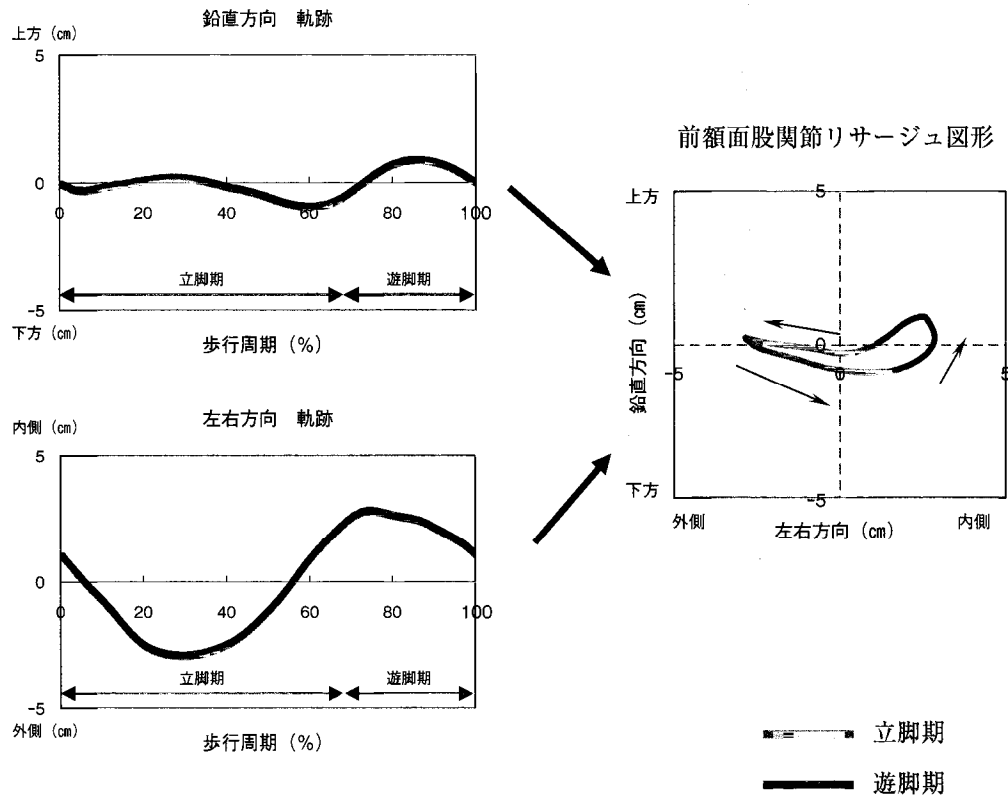 鉛直方向 軌跡
上方 (cm)
5
0
0 20 40 60 80 100
立脚期 遊脚期
-5
下方 (cm)
歩行周期 (%)
左右方向 軌跡
内側 (cm)
5
0
0 20 40 60 80 100
立脚期 遊脚期
-5
外側 (cm)
歩行周期 (%)
前額面股関節リサージュ図形
上方
5
鉛直方向 (cm)
-5 0 0 5
下方
-5
外側 左右方向 (cm) 内側
立脚期
遊脚期